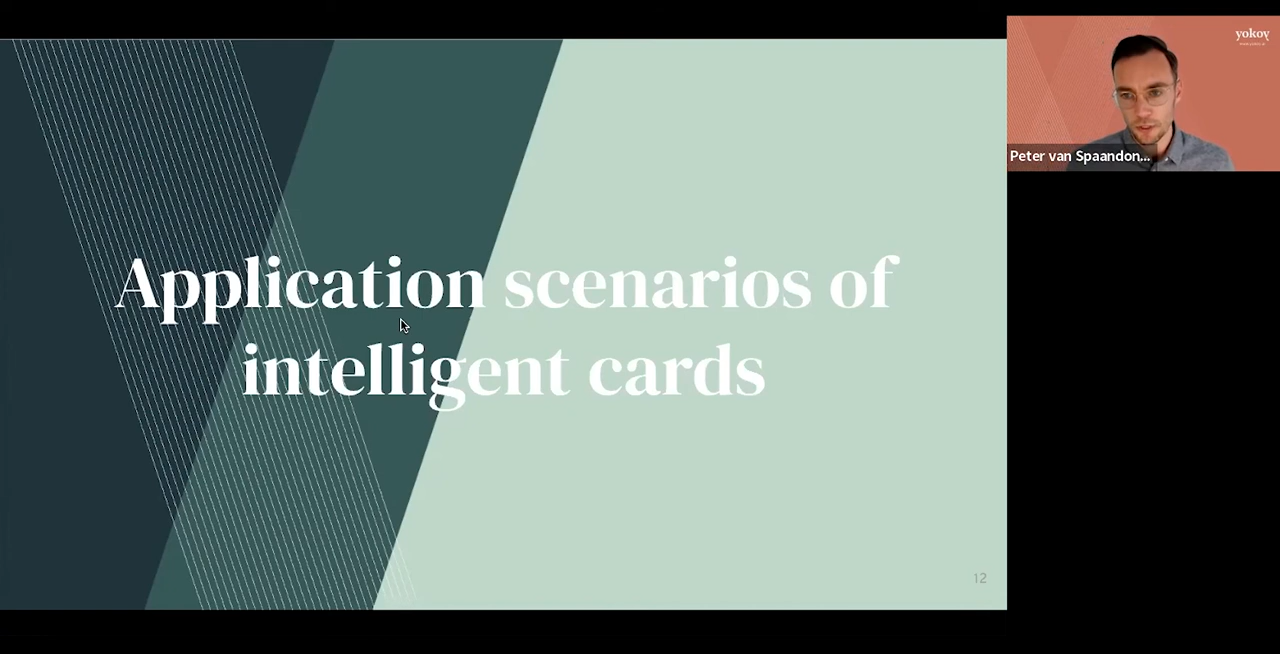 Application scenarios of
intelligent cards
12
yokoy
Peter van Spaandon...